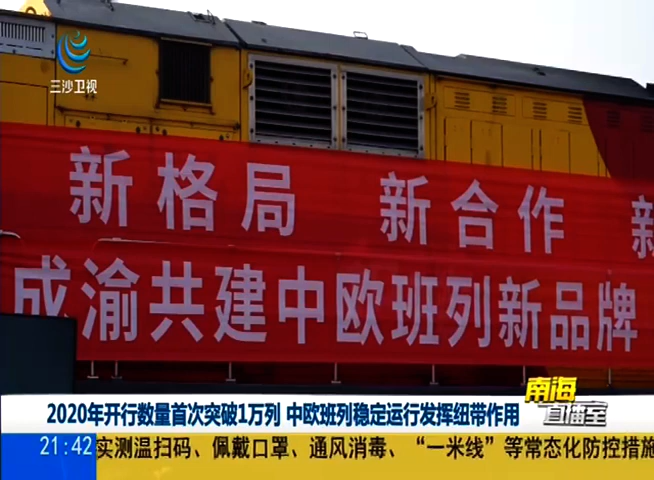 三沙卫视
新格局 新合作 新
成渝共建中欧班列新品牌
2020年开行数量首次突破1万列 中欧班列稳定运行发挥纽带作用
南海
直播室
21:42 实测温扫码、佩戴口罩、通风消毒、“一米线”等常态化防控措施